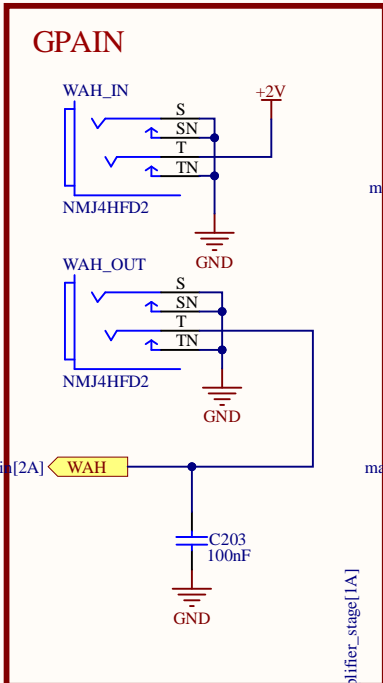 GPAIN
WAH_IN
+2V
S
SN
T
TN
NMJ4HFD2
GND
WAH_OUT
S
SN
T
TN
NMJ4HFD2
GND
in[2A]
WAH
C203
100nF
GND
ma
ma
plifier_stage[1A]